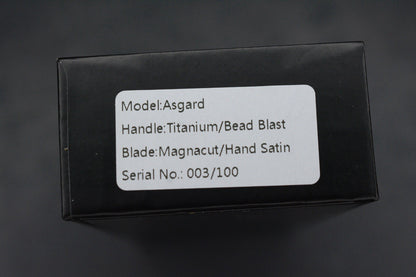 Model:Asgard
Handle:Titanium/Bead Blast
Blade:Magnacut/Hand Satin
Serial No.: 003/100